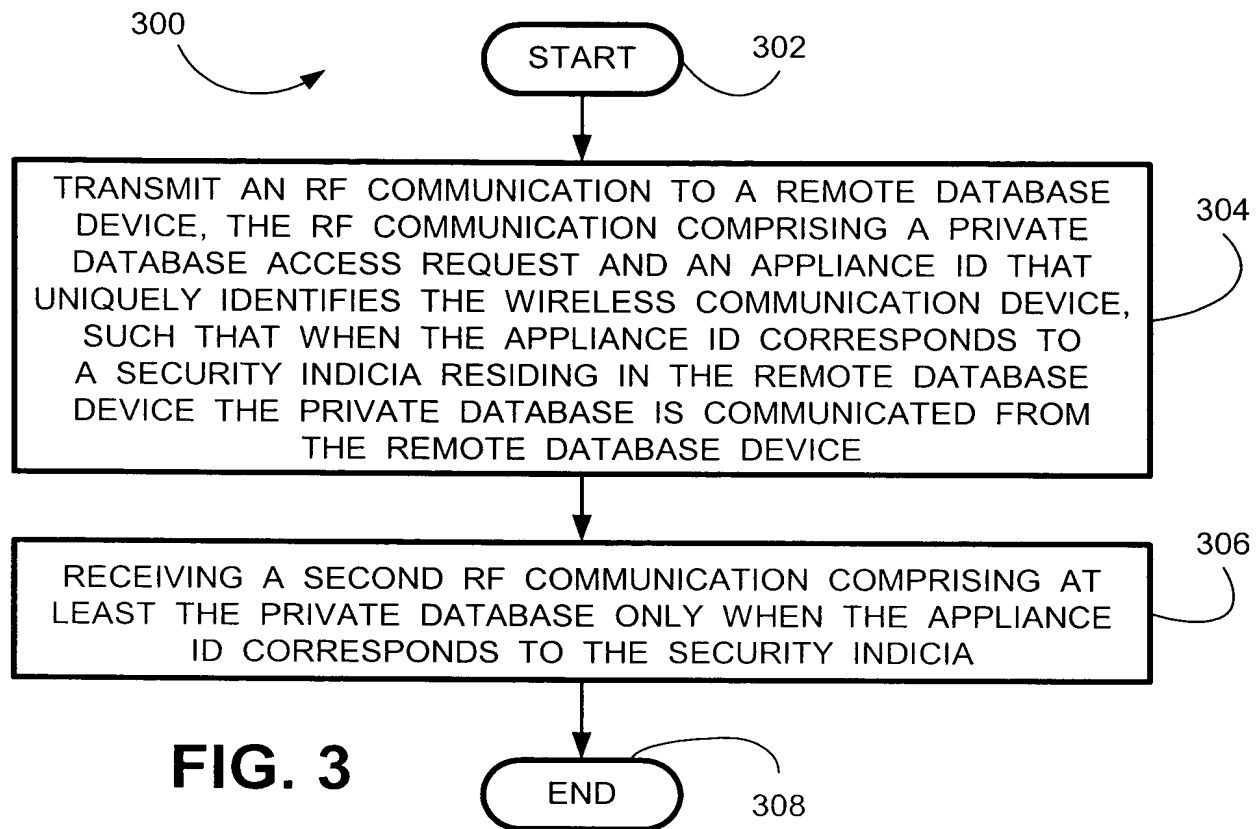 300
START
302
TRANSMIT AN RF COMMUNICATION TO A REMOTE DATABASE
DEVICE, THE RF COMMUNICATION COMPRISING A PRIVATE
DATABASE ACCESS REQUEST AND AN APPLIANCE ID THAT
UNIQUELY IDENTIFIES THE WIRELESS COMMUNICATION DEVICE,
SUCH THAT WHEN THE APPLIANCE ID CORRESPONDS TO
A SECURITY INDICIA RESIDING IN THE REMOTE DATABASE
DEVICE THE PRIVATE DATABASE IS COMMUNICATED FROM
THE REMOTE DATABASE DEVICE
304
RECEIVING A SECOND RF COMMUNICATION COMPRISING AT
LEAST THE PRIVATE DATABASE ONLY WHEN THE APPLIANCE
ID CORRESPONDS TO THE SECURITY INDICIA
306
FIG. 3
END
308